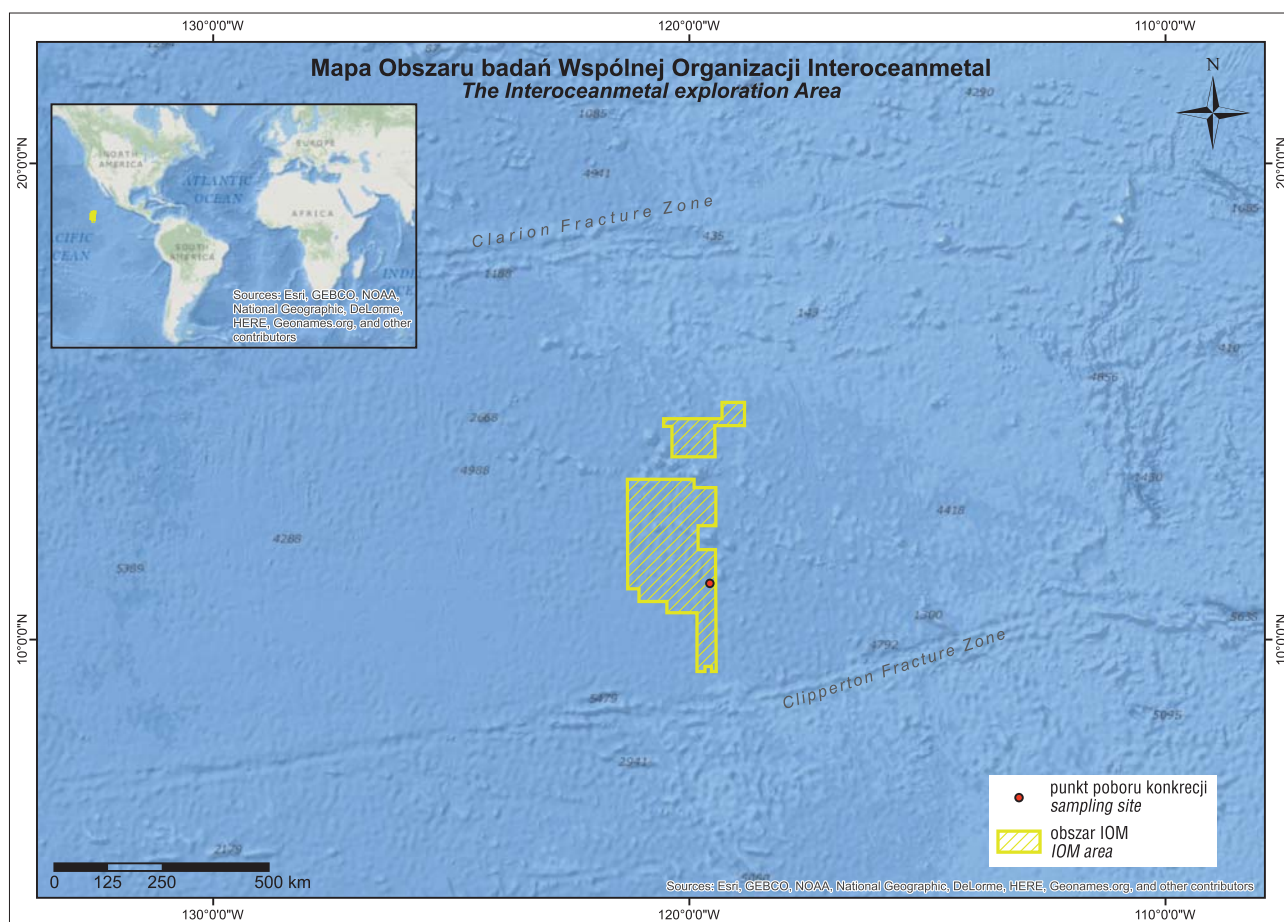 130°0'0"W 120°0'0"W 110°0'0"W
Mapa Obszaru badań Wspólnej Organizacji Interoceanmetal
The Interoceanmetal exploration Area
N
20°0'0"N
20°0'0"N
10°0'0"N
10°0'0"N
NORTH
AMERICA
EUROPE
ATLANTIC
OCEAN
AFRICA
CIFIC
CEAN
SOUTH
AMERICA
INDI
Sources: Esri, GEBCO, NOAA,
National Geographic, DeLorme,
HERE, Geonames.org, and other
contributors
4290
1085
4941
Clarion Fracture Zone
435
1085
1188
143
410
4856
2668
4988
1430
4418
4288
5389
1500
5635
4792
Clipperton Fracture Zone
5479
5095
2941
2179
punkt poboru konkrecji
sampling site
obszar IOM
IOM area
0 125 250 500 km
Sources: Esri, GEBCO, NOAA, National Geographic, DeLorme, HERE, Geonames.org, and other contributors
130°0'0"W 120°0'0"W 110°0'0"W